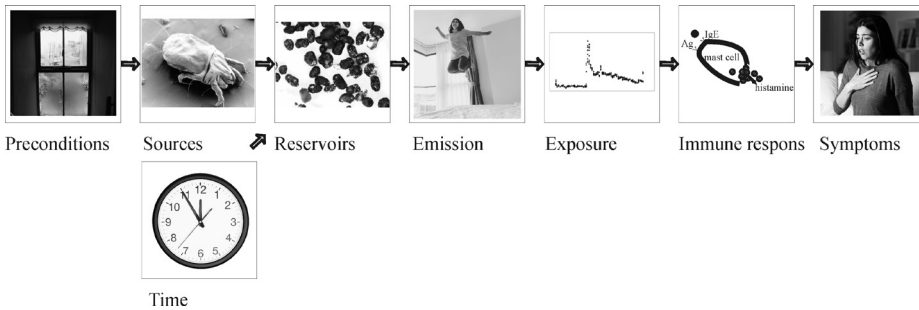 Ag
IgE
mast cell
histamine
Preconditions
Sources
Reservoirs
Emission
Exposure
Immune respons
Symptoms
11 12 1
10 2
9 3
8 4
7 6 5
Time